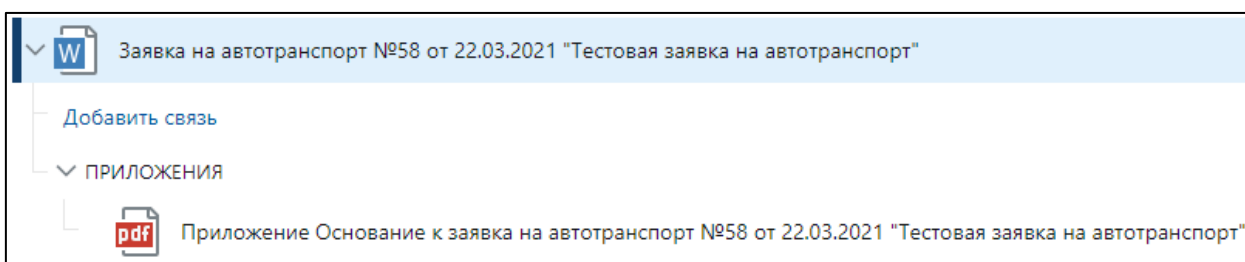 W Заявка на автотранспорт №58 от 22.03.2021 "Тестовая заявка на автотранспорт"
Добавить связь
ПРИЛОЖЕНИЯ
pdf Приложение Основание к заявка на автотранспорт №58 от 22.03.2021 "Тестовая заявка на автотранспорт"